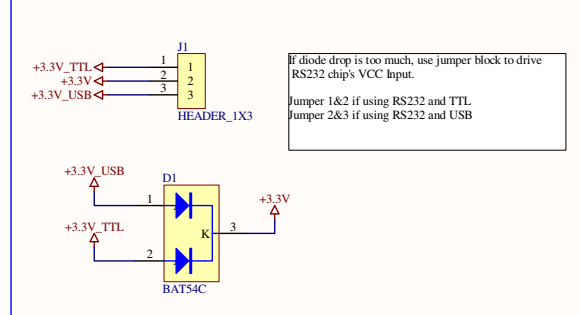 J1
+3.3V_TTL 1 1
+3.3V 2 2
+3.3V_USB 3 3
HEADER_1X3
If diode drop is too much, use jumper block to drive
RS232 chip's VCC Input.
Jumper 1&2 if using RS232 and TTL
Jumper 2&3 if using RS232 and USB
+3.3V_USB
D1
+3.3V
1
+3.3V_TTL
K 3
2
BAT54C